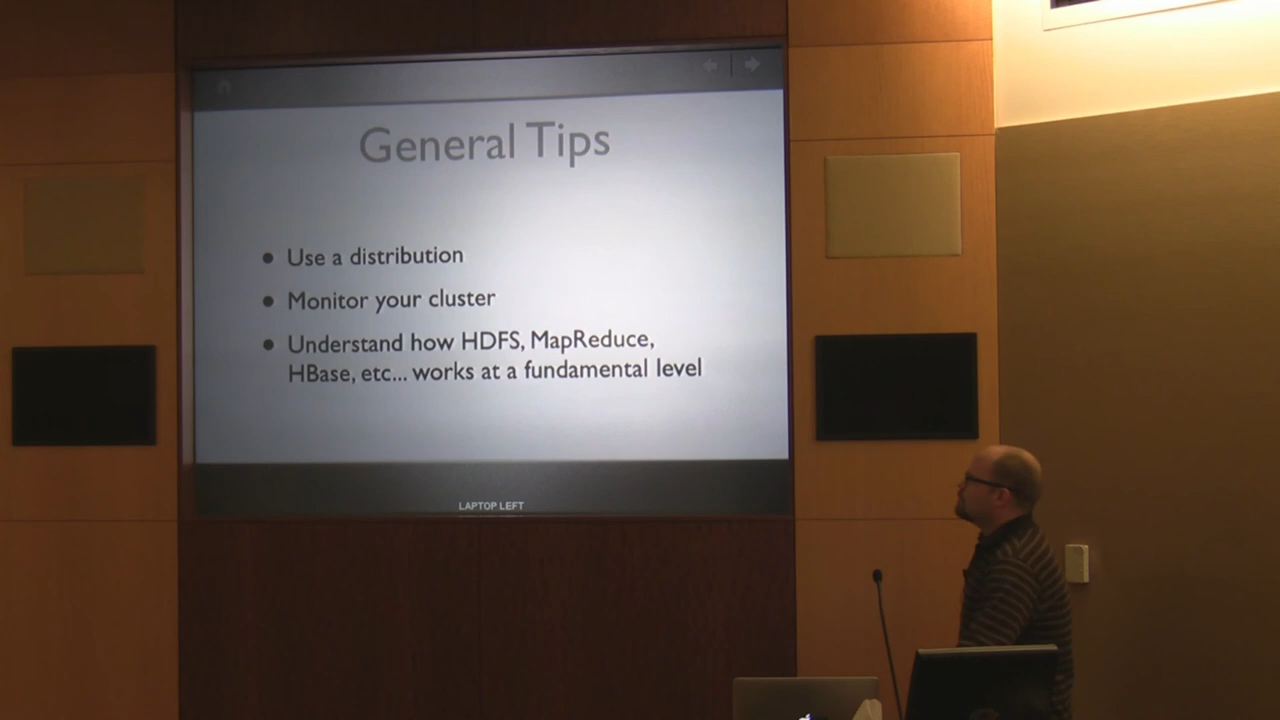 General Tips
Use a distribution
Monitor your cluster
Understand how HDFS, MapReduce,
HBase, etc... works at a fundamental level
LAPTOP LEFT